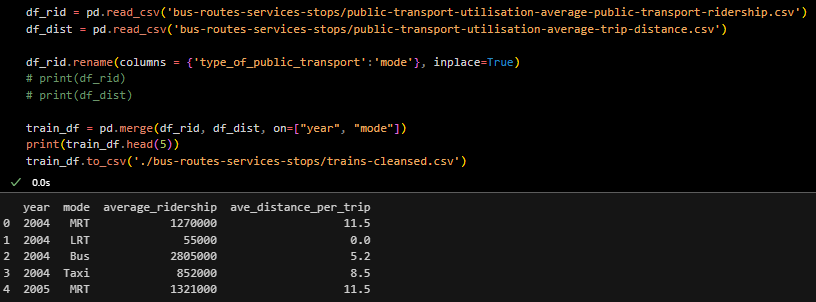 df_rid = pd.read_csv('bus-routes-services-stops/public-transport-utilisation-average-public-transport-ridership.csv')
df_dist = pd.read_csv('bus-routes-services-stops/public-transport-utilisation-average-trip-distance.csv')
df_rid.rename(columns = {'type_of_public_transport':'mode'}, inplace=True)
# print(df_rid)
# print(df_dist)
train_df = pd.merge(df_rid, df_dist, on=["year", "mode"])
print(train_df.head(5))
train_df.to_csv('./bus-routes-services-stops/trains-cleansed.csv')
✓ 0.0s
year mode average_ridership ave_distance_per_trip
0 2004 MRT 1270000 11.5
1 2004 LRT 55000 0.0
2 2004 Bus 2805000 5.2
3 2004 Taxi 852000 8.5
4 2005 MRT 1321000 11.5